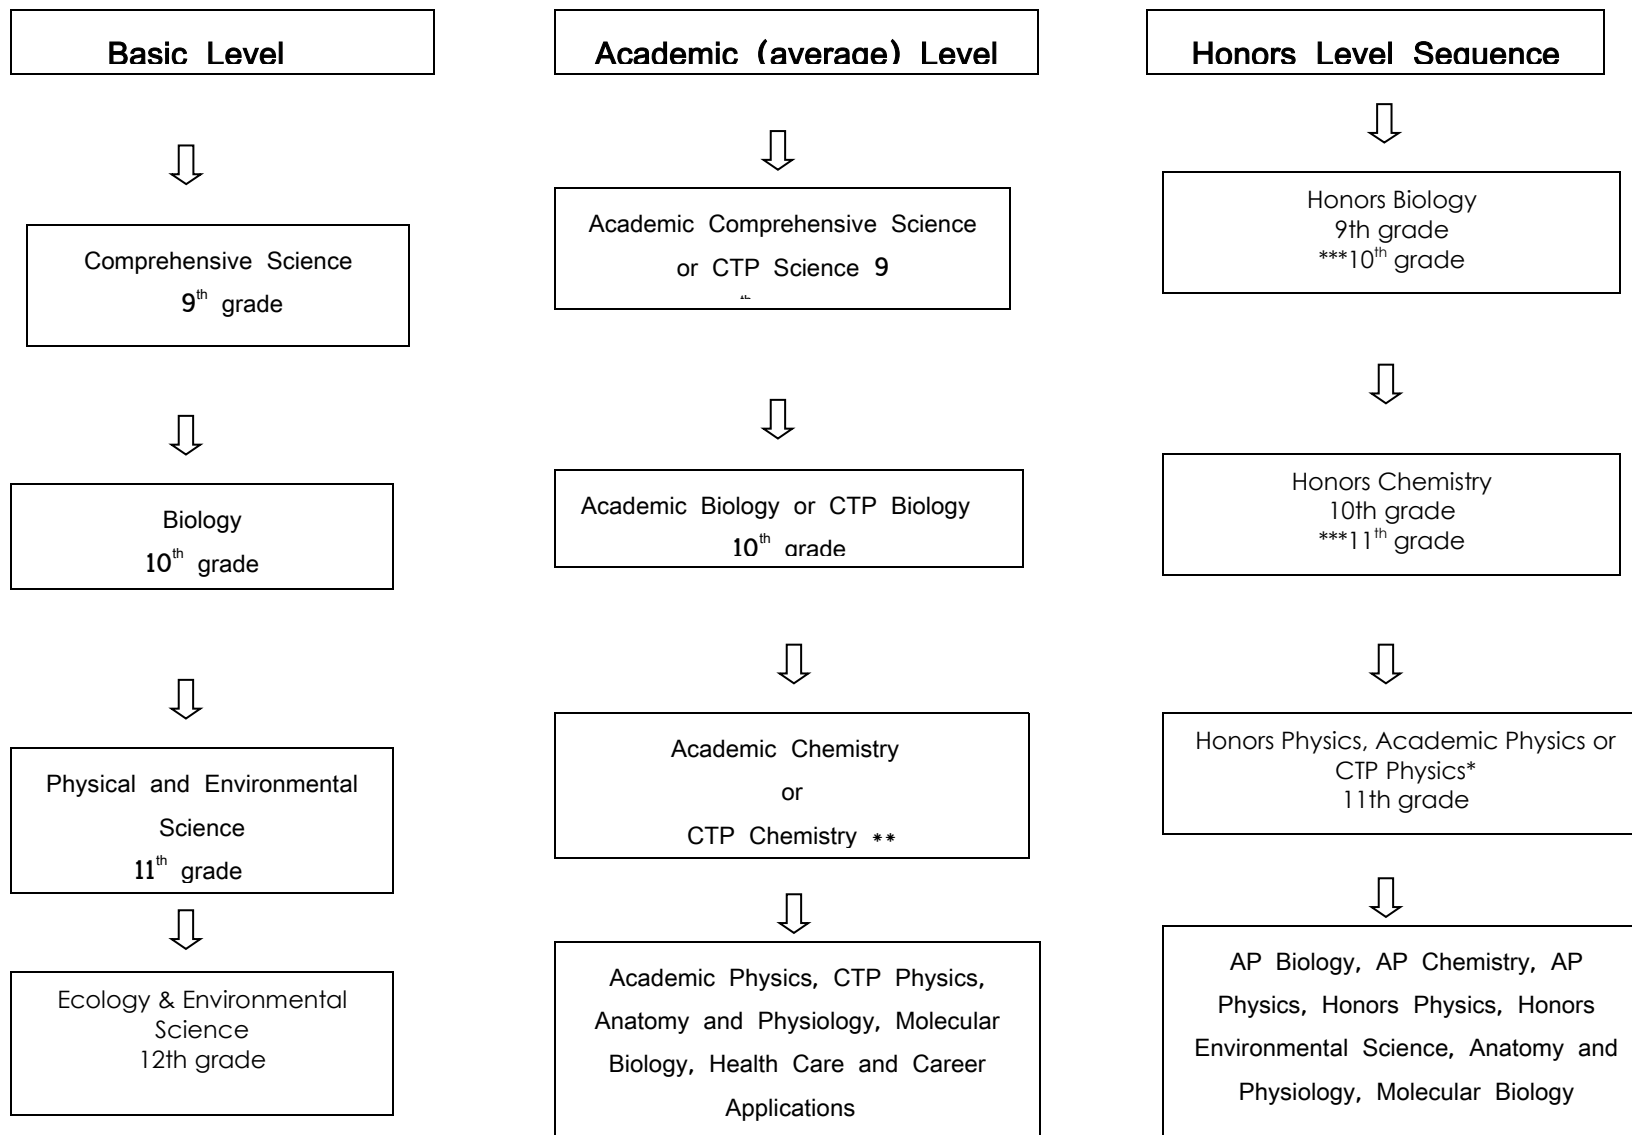 Basic Level
Comprehensive Science
9th grade
Biology
10th grade
Physical and Environmental
Science
11th grade
Ecology & Environmental
Science
12th grade
Academic (average) Level
Academic Comprehensive Science
or CTP Science 9
th
Academic Biology or CTP Biology
10th grade
Academic Chemistry
or
CTP Chemistry **
Academic Physics, CTP Physics,
Anatomy and Physiology, Molecular
Biology, Health Care and Career
Applications
Honors Level Sequence
Honors Biology
9th grade
***10th grade
Honors Chemistry
10th grade
***11th grade
Honors Physics, Academic Physics or
CTP Physics*
11th grade
AP Biology, AP Chemistry, AP
Physics, Honors Physics, Honors
Environmental Science, Anatomy and
Physiology, Molecular Biology